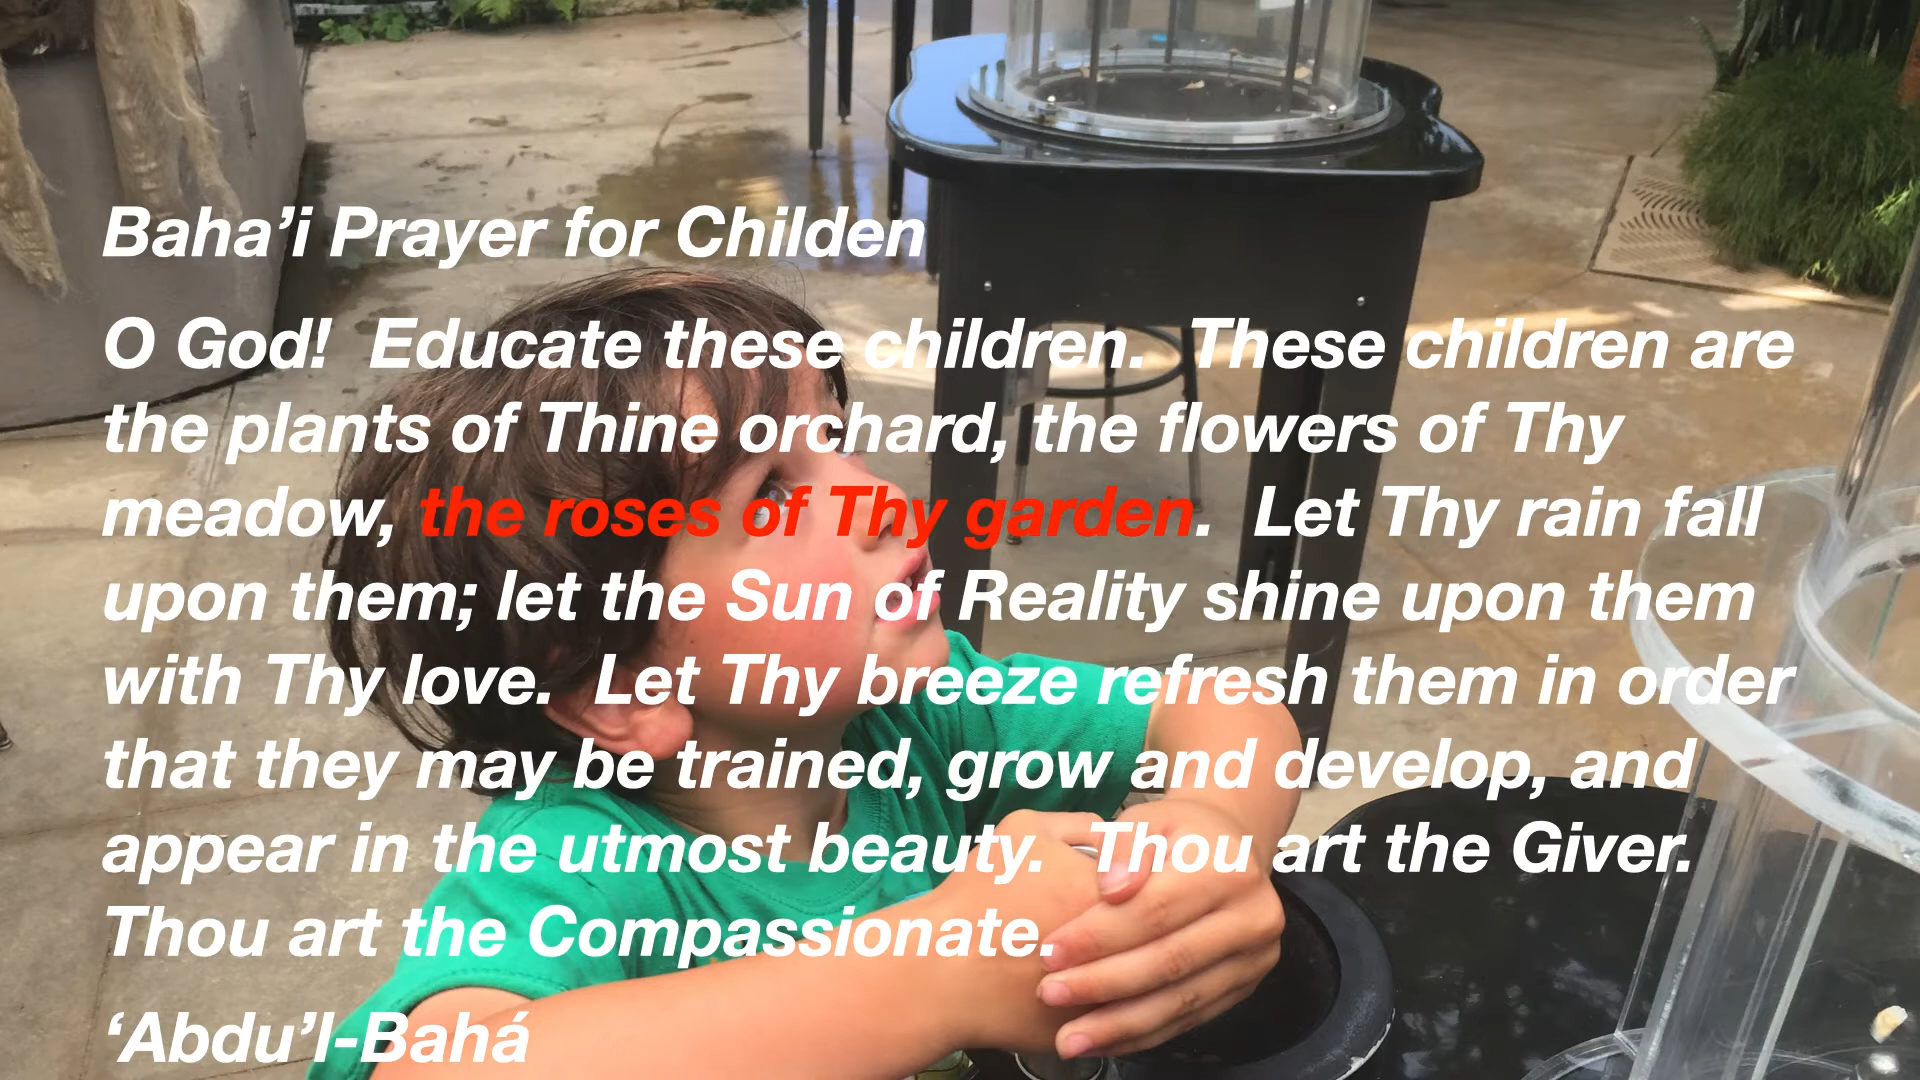 Baha’i Prayer for Childen
O God!  Educate these children.  These children are
the plants of Thine orchard, the flowers of Thy
meadow, the roses of Thy garden.  Let Thy rain fall
upon them; let the Sun of Reality shine upon them
with Thy love.  Let Thy breeze refresh them in order
that they may be trained, grow and develop, and
appear in the utmost beauty.  Thou art the Giver.
Thou art the Compassionate.
‘Abdu’l-Bahá